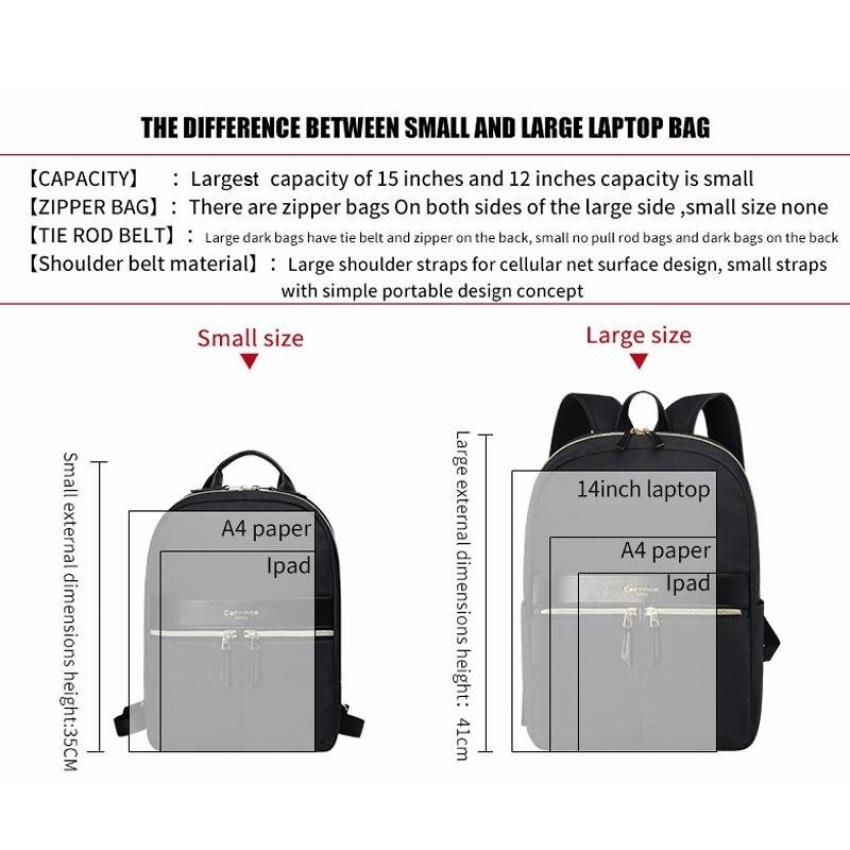 THE DIFFERENCE BETWEEN SMALL AND LARGE LAPTOP BAG
【CAPACITY】 : Largest capacity of 15 inches and 12 inches capacity is small
【ZIPPER BAG】: There are zipper bags On both sides of the large side ,small size none
【TIE ROD BELT】: Large dark bags have tie belt and zipper on the back, small no pull rod bags and dark bags on the back
【Shoulder belt material】: Large shoulder straps for cellular net surface design, small straps
with simple portable design concept
Small size
Large size
Small external dimensions height:35CM
A4 paper
Ipad
Large external dimensions height: 41cm
14inch laptop
A4 paper
Ipad